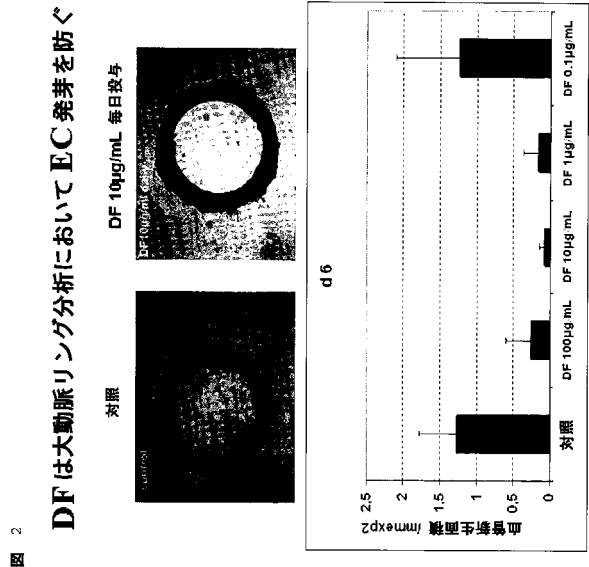 図 2
DFは大動脈リング分析においてEC発芽を防ぐ
対照
DF 10µg/mL 毎日投与
control
DF 10µg/ml daily
d 6
血管新生面積 /mmexp2
2,5
2
1,5
1
0,5
0
対照
DF 100µg/mL
DF 10µg/mL
DF 1µg/mL
DF 0.1µg/mL